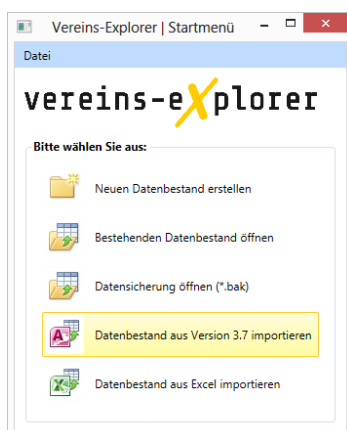 Vereins-Explorer | Startmenü
Datei
vereins-eXplorer
Bitte wählen Sie aus:
Neuen Datenbestand erstellen
Bestehenden Datenbestand öffnen
Datensicherung öffnen (*.bak)
Datenbestand aus Version 3.7 importieren
Datenbestand aus Excel importieren